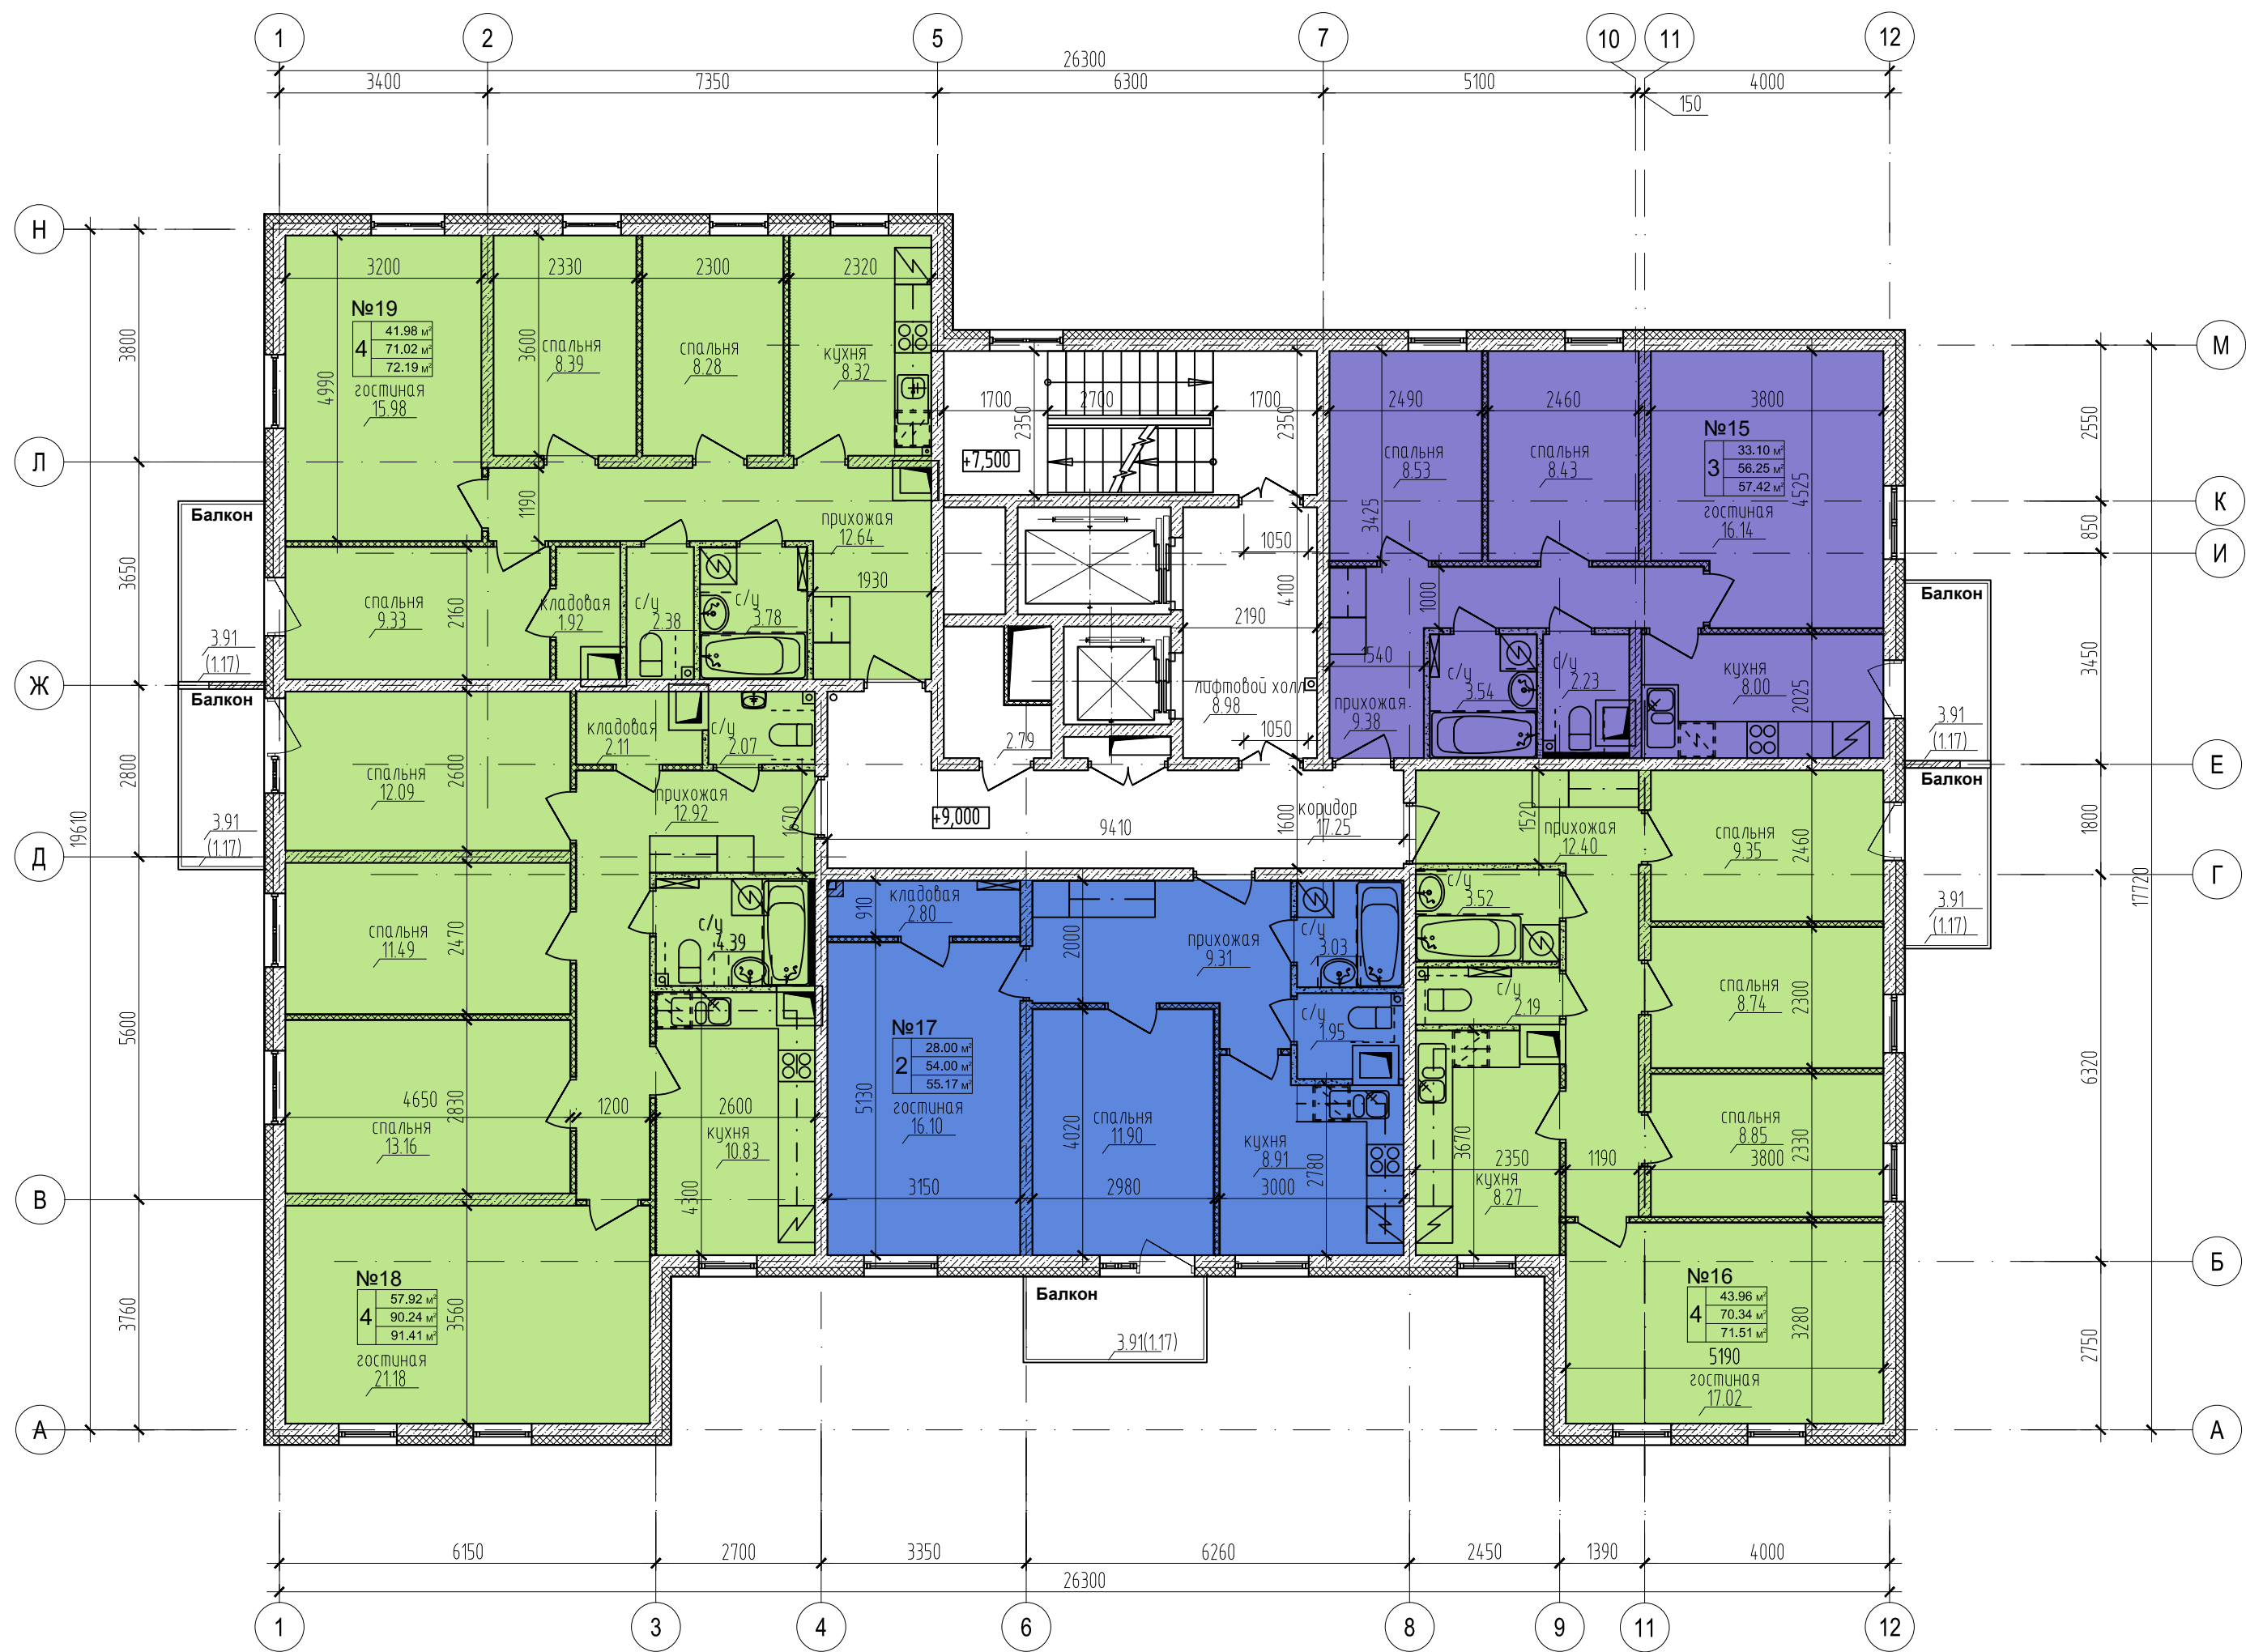 1
2
5
7
10
11
12
26300
3400
7350
6300
5100
4000
150
Н
М
Л
К
И
Ж
Е
Д
Г
В
Б
А
А
3800
3650
2800
5600
3760
19610
2550
850
3450
1800
6320
2750
17720
№19
4
41.98 м²
71.02 м²
72.19 м²
гостиная
15.98
3200
4990
2330
3600
спальня
8.39
2300
спальня
8.28
2320
кухня
8.32
1190
прихожая
12.64
1930
спальня
9.33
2160
кладовая
1.92
с/у
2.38
с/у
3.78
Балкон
3.91
(1.17)
Балкон
3.91
(1.17)
1700
2700
1700
2350
2350
+7,500
1050
4100
2190
лифтовой холл
8.98
1050
2.79
+9,000
9410
1600
коридор
17.25
№15
3
33.10 м²
56.25 м²
57.42 м²
гостиная
16.14
2490
2460
3800
4525
спальня
8.53
спальня
8.43
3425
1000
1540
прихожая
9.38
с/у
3.54
с/у
2.23
кухня
8.00
2025
Балкон
3.91
(1.17)
Балкон
3.91
(1.17)
спальня
12.09
2600
кладовая
2.11
с/у
2.07
прихожая
12.92
1670
спальня
11.49
2470
с/у
4.39
4650
2830
1200
2600
спальня
13.16
кухня
10.83
4300
№18
4
57.92 м²
90.24 м²
91.41 м²
3560
гостиная
21.18
кладовая
2.80
910
5130
№17
2
28.00 м²
54.00 м²
55.17 м²
гостиная
16.10
3150
2000
прихожая
9.31
с/у
3.03
с/у
1.95
4020
спальня
11.90
2980
кухня
8.91
2780
3000
Балкон
3.91(1.17)
1520
прихожая
12.40
спальня
9.35
2460
с/у
3.52
с/у
2.19
спальня
8.74
2300
спальня
8.85
2330
3800
3670
2350
1190
кухня
8.27
№16
4
43.96 м²
70.34 м²
71.51 м²
3280
5190
гостиная
17.02
6150
2700
3350
6260
2450
1390
4000
26300
1
3
4
6
8
9
11
12